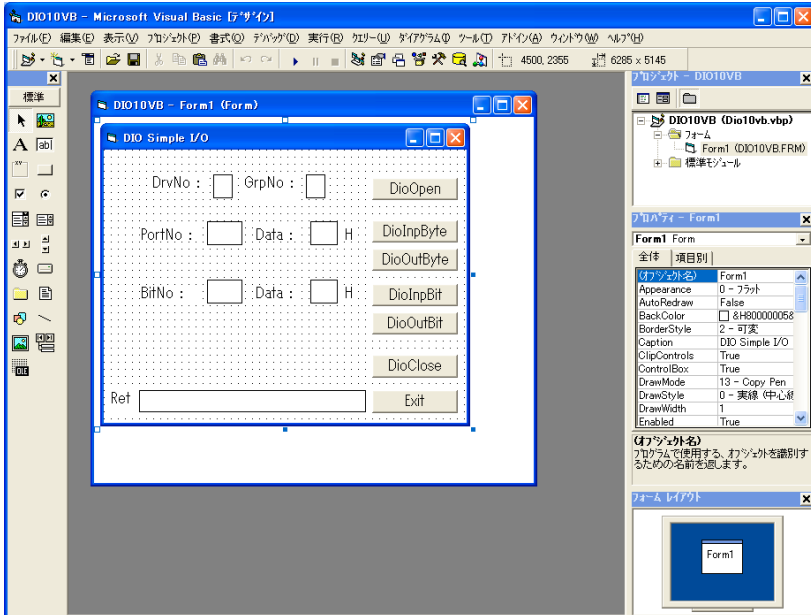 DIO10VB - Microsoft Visual Basic [ﾃﾞｻﾞｲﾝ]
ﾌｧｲﾙ(F) 編集(E) 表示(V) ﾌﾟﾛｼﾞｪｸﾄ(P) 書式(O) ﾃﾞﾊﾞｯｸﾞ(D) 実行(R) ｸｴﾘｰ(U) ﾀﾞｲｱｸﾞﾗﾑ(I) ﾂｰﾙ(T) ｱﾄﾞｲﾝ(A) ｳｨﾝﾄﾞｳ(W) ﾍﾙﾌﾟ(H)
4500, 2355 6285 x 5145
標準
DIO10VB - Form1 (Form)
DIO Simple I/O
DrvNo : GrpNo : DioOpen
PortNo : Data : H DioInpByte
DioOutByte
BitNo : Data : H DioInpBit
DioOutBit
DioClose
Ret Exit
ﾌﾟﾛｼﾞｪｸﾄ - DIO10VB
DIO10VB (Dio10vb.vbp)
ﾌｫｰﾑ
Form1 (DIO10VB.FRM)
標準ﾓｼﾞｭｰﾙ
ﾌﾟﾛﾊﾟﾃｨ - Form1
Form1 Form
全体 項目別
(ｵﾌﾞｼﾞｪｸﾄ名) Form1
Appearance 0 - ﾌﾗｯﾄ
AutoRedraw False
BackColor &H80000005&
BorderStyle 2 - 可変
Caption DIO Simple I/O
ClipControls True
ControlBox True
DrawMode 13 - Copy Pen
DrawStyle 0 - 実線 (中心線
DrawWidth 1
Enabled True
(ｵﾌﾞｼﾞｪｸﾄ名)
ﾌﾟﾛｸﾞﾗﾑで使用する、ｵﾌﾞｼﾞｪｸﾄを識別す
るための名前を返します。
ﾌｫｰﾑ ﾚｲｱｳﾄ
Form1